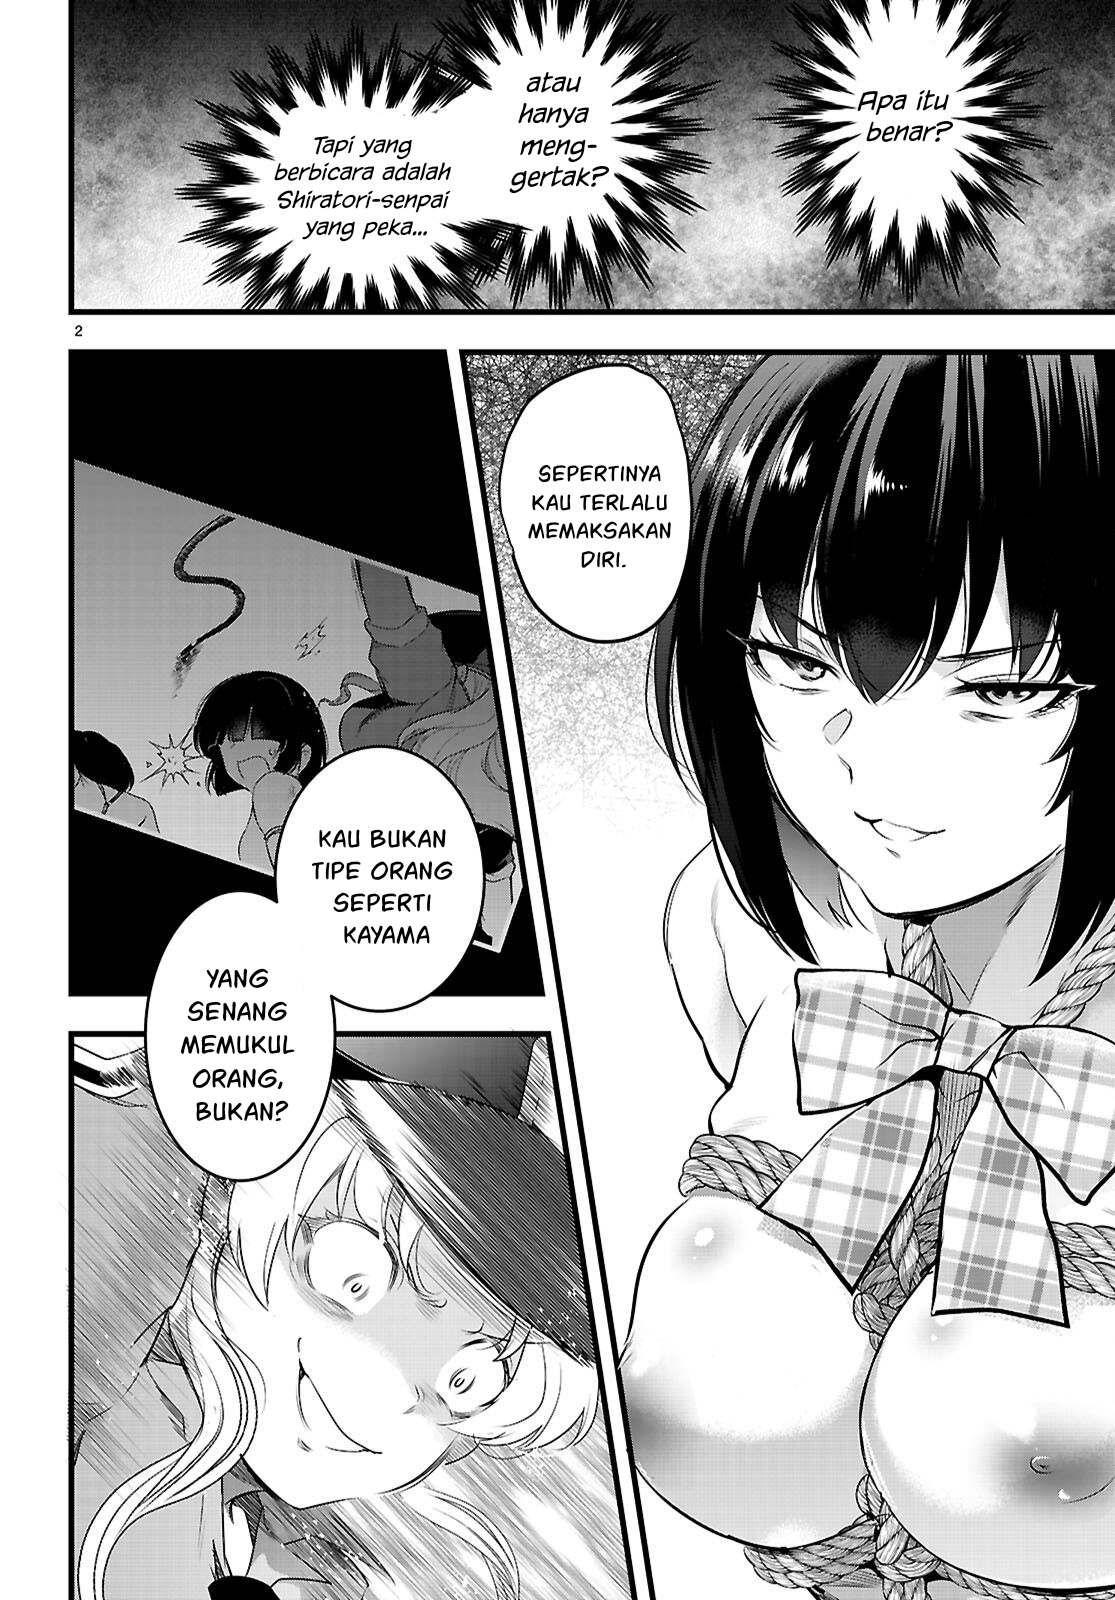 Apa itu
benar?
atau
hanya
meng-
gertak?
Tapi yang
berbicara adalah
Shiratori-senpai
yang peka...
2
SEPERTINYA
KAU TERLALU
MEMAKSAKAN
DIRI.
KAU BUKAN
TIPE ORANG
SEPERTI
KAYAMA
YANG
SENANG
MEMUKUL
ORANG,
BUKAN?